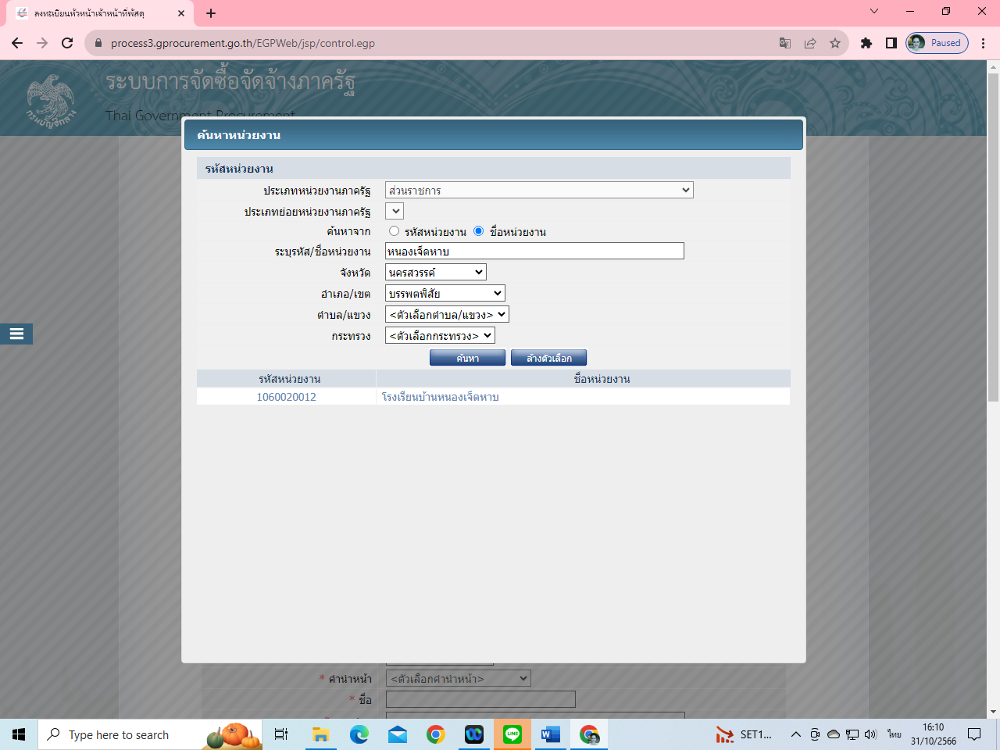 ลงทะเบียนหัวหน้าเจ้าหน้าที่พัสดุ
process3.gprocurement.go.th/EGPWeb/jsp/control.egp
Paused
ระบบการจัดซื้อจัดจ้างภาครัฐ
Thai Government Procurement
กรมบัญชีกลาง
ค้นหาหน่วยงาน
รหัสหน่วยงาน
ประเภทหน่วยงานภาครัฐ ส่วนราชการ
ประเภทย่อยหน่วยงานภาครัฐ
ค้นหาจาก รหัสหน่วยงาน ชื่อหน่วยงาน
ระบุรหัส/ชื่อหน่วยงาน หนองเจ็ดหาบ
จังหวัด นครสวรรค์
อำเภอ/เขต บรรพตพิสัย
ตำบล/แขวง <ตัวเลือกตำบล/แขวง>
กระทรวง <ตัวเลือกกระทรวง>
ค้นหา ล้างตัวเลือก
รหัสหน่วยงาน ชื่อหน่วยงาน
1060020012 โรงเรียนบ้านหนองเจ็ดหาบ
* คำนำหน้า <ตัวเลือกคำนำหน้า>
* ชื่อ
Type here to search
SET1...
ไทย
16:10
31/10/2566